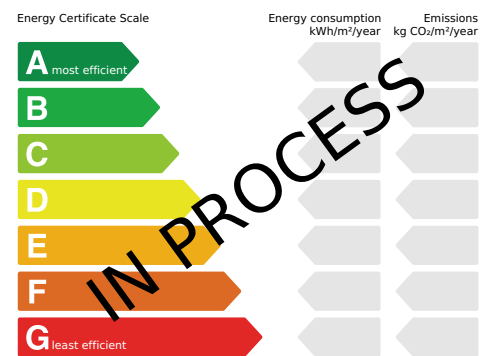 Energy Certificate Scale
Energy consumption
kWh/m²/year
Emissions
kg CO₂/m²/year
A most efficient
B
C
D
E
F
G least efficient
IN PROCESS